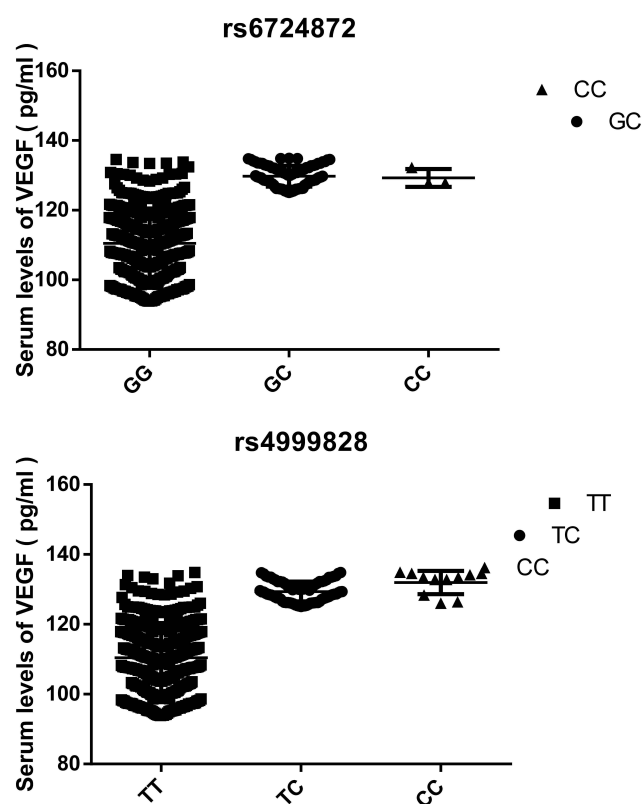 rs6724872
Serum levels of VEGF ( pg/ml )
160
140
120
100
80
GG
GC
CC
CC
GC
rs4999828
Serum levels of VEGF ( pg/ml )
160
140
120
100
80
TT
TC
CC
TT
TC
CC